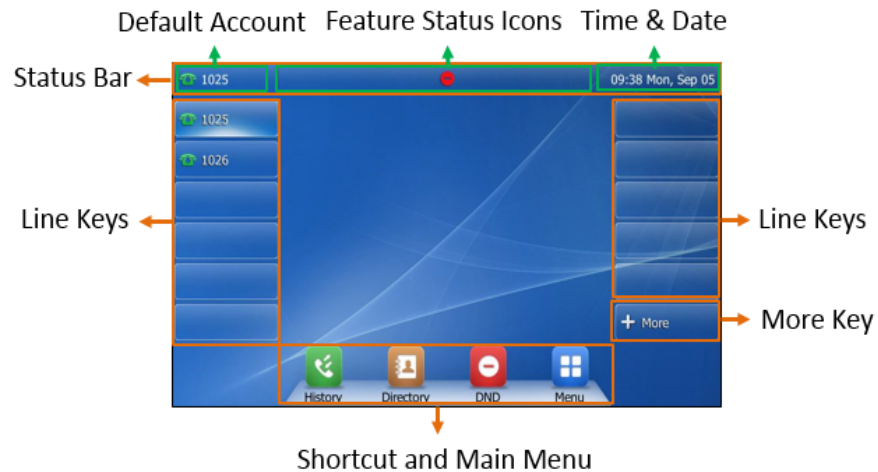 Default Account Feature Status Icons Time & Date
Status Bar
1025
09:38 Mon, Sep 05
1025
1026
Line Keys
Line Keys
+ More
More Key
History Directory DND Menu
Shortcut and Main Menu